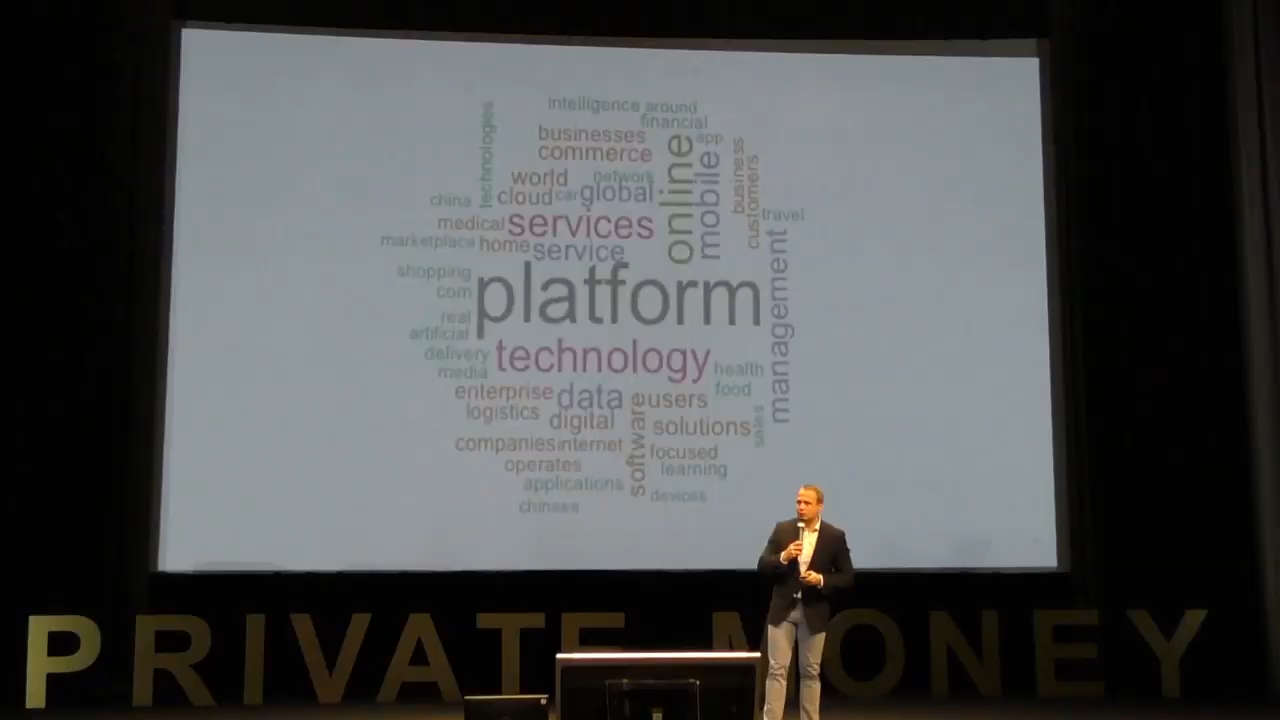 intelligence around
financial
technologies
businesses
online
app
commerce
mobile
business
customers
world
network
cloud car global
china
travel
medical services
marketplace home service
management
shopping
platform
com
real
artificial
delivery technology
media
health
enterprise data users
food
logistics digital
software
solutions
sales
companies internet
focused
operates
learning
applications
devices
chinese
PRIVATE MONEY